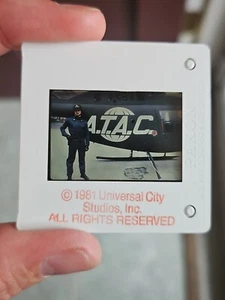 A.T.A.C.
© 1981 Universal City
Studios, Inc.
ALL RIGHTS RESERVED